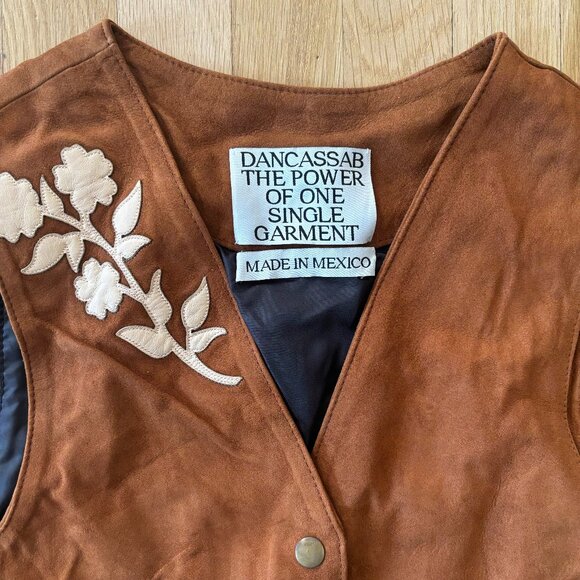 DANCASSAB
THE POWER
OF ONE
SINGLE
GARMENT
MADE IN MEXICO